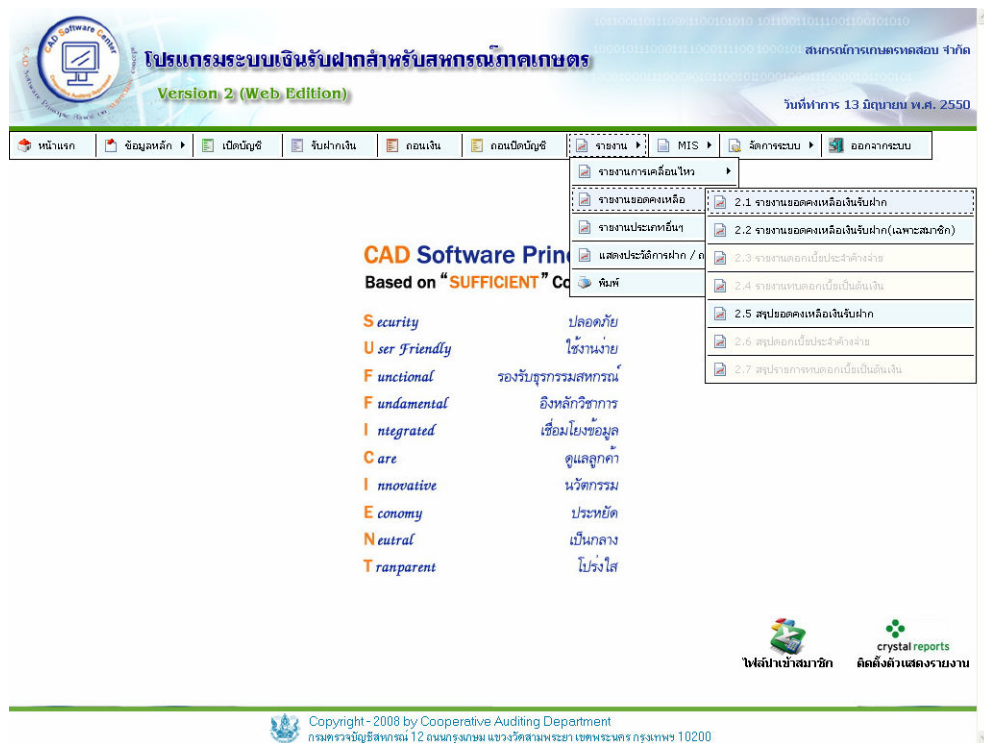 โปรแกรมระบบเงินรับฝากสำหรับสหกรณ์ภาคเกษตร
Version 2 (Web Edition)
สหกรณ์การเกษตรทดสอบ จำกัด
วันที่ทำการ 13 มิถุนายน พ.ศ. 2550
หน้าแรก ข้อมูลหลัก เปิดบัญชี รับฝากเงิน ถอนเงิน ถอนปิดบัญชี รายงาน MIS จัดการระบบ ออกจากระบบ
รายงานการเคลื่อนไหว
รายงานยอดคงเหลือ
รายงานประเภทอื่นๆ
แสดงประวัติการฝาก / ถ
พิมพ์
2.1 รายงานยอดคงเหลือเงินรับฝาก
2.2 รายงานยอดคงเหลือเงินรับฝาก(เฉพาะสมาชิก)
2.3 รายงานดอกเบี้ยประจำค้างจ่าย
2.4 รายงานทบดอกเบี้ยเป็นต้นเงิน
2.5 สรุปยอดคงเหลือเงินรับฝาก
2.6 สรุปดอกเบี้ยประจำค้างจ่าย
2.7 สรุปรายการทบดอกเบี้ยเป็นต้นเงิน
CAD Software Prin
Based on "SUFFICIENT" Co
Security ปลอดภัย
User Friendly ใช้งานง่าย
Functional รองรับธุรกรรมสหกรณ์
Fundamental อิงหลักวิชาการ
Integrated เชื่อมโยงข้อมูล
Care ดูแลลูกค้า
Innovative นวัตกรรม
Economy ประหยัด
Neutral เป็นกลาง
Tranparent โปร่งใส
crystal reports
ไฟล์นำเข้าสมาชิก ติดตั้งตัวแสดงรายงาน
Copyright - 2008 by Cooperative Auditing Department
กรมตรวจบัญชีสหกรณ์ 12 ถนนกรุงเกษม แขวงวัดสามพระยา เขตพระนคร กรุงเทพฯ 10200